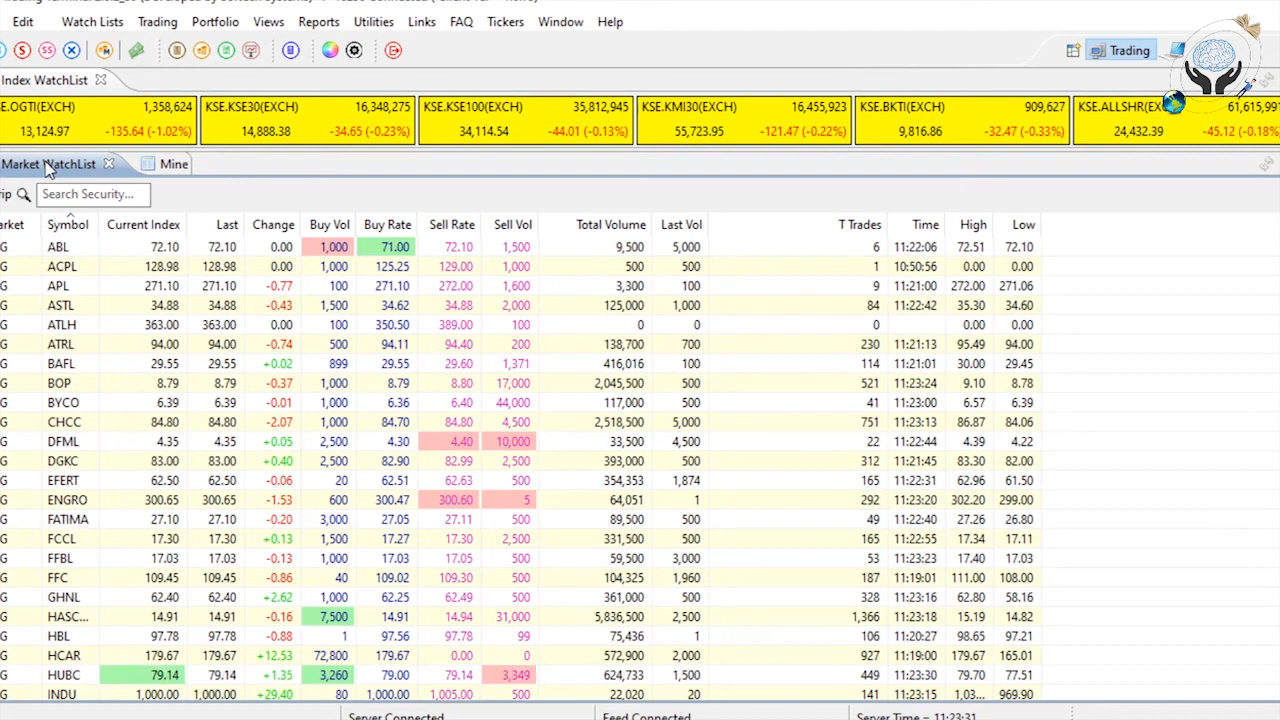 Edit Watch Lists Trading Portfolio Views Reports Utilities Links FAQ Tickers Window Help
S SS X M Trading
Index WatchList
E.OGTI(EXCH) 1,358,624 KSE.KSE30(EXCH) 16,348,275 KSE.KSE100(EXCH) 35,812,945 KSE.KMI30(EXCH) 16,455,923 KSE.BKTI(EXCH) 909,627 KSE.ALLSHR(EXC 61,615,99
13,124.97 -135.64 (-1.02%) 14,888.38 -34.65 (-0.23%) 34,114.54 -44.01 (-0.13%) 55,723.95 -121.47 (-0.22%) 9,816.86 -32.47 (-0.33%) 24,432.39 -45.12 (-0.18%
Market WatchList Mine
rip Search Security...
arket Symbol Current Index Last Change Buy Vol Buy Rate Sell Rate Sell Vol Total Volume Last Vol T Trades Time High Low
G ABL 72.10 72.10 0.00 1,000 71.00 72.10 1,500 9,500 5,000 6 11:22:06 72.51 72.10
G ACPL 128.98 128.98 0.00 1,000 125.25 129.00 1,000 500 500 1 10:50:56 0.00 0.00
G APL 271.10 271.10 -0.77 100 271.10 272.00 1,600 3,300 100 9 11:21:00 272.00 271.06
G ASTL 34.88 34.88 -0.43 1,500 34.62 34.88 2,000 125,000 1,000 84 11:22:42 35.30 34.60
G ATLH 363.00 363.00 0.00 100 350.50 389.00 100 0 0 0 0.00 0.00
G ATRL 94.00 94.00 -0.74 500 94.11 94.40 200 138,700 700 230 11:21:13 95.49 94.00
G BAFL 29.55 29.55 +0.02 899 29.55 29.60 1,371 416,016 100 114 11:21:01 30.00 29.45
G BOP 8.79 8.79 -0.37 1,000 8.79 8.80 17,000 2,045,500 500 521 11:23:24 9.10 8.78
G BYCO 6.39 6.39 -0.01 1,000 6.36 6.40 44,000 117,000 500 41 11:23:00 6.57 6.39
G CHCC 84.80 84.80 -2.07 1,000 84.70 84.80 4,500 2,518,500 5,000 751 11:23:13 86.87 84.06
G DFML 4.35 4.35 +0.05 2,500 4.30 4.40 10,000 33,500 4,500 22 11:22:44 4.39 4.22
G DGKC 83.00 83.00 +0.40 2,500 82.90 82.99 2,500 393,000 500 312 11:21:45 83.30 82.00
G EFERT 62.50 62.50 -0.06 20 62.51 62.63 500 354,353 1,874 165 11:22:31 62.96 61.50
G ENGRO 300.65 300.65 -1.53 600 300.47 300.60 5 64,051 1 292 11:23:20 302.20 299.00
G FATIMA 27.10 27.10 -0.20 3,000 27.05 27.11 500 89,500 500 49 11:22:40 27.26 26.80
G FCCL 17.30 17.30 +0.13 1,500 17.27 17.30 2,500 331,500 500 165 11:22:55 17.34 17.11
G FFBL 17.03 17.03 -0.13 1,000 17.03 17.05 500 59,500 3,000 53 11:23:23 17.40 17.03
G FFC 109.45 109.45 -0.86 40 109.02 109.30 500 104,325 1,960 187 11:19:01 111.00 108.00
G GHNL 62.40 62.40 +2.62 1,000 62.25 62.49 500 361,000 500 328 11:23:16 62.80 58.16
G HASC... 14.91 14.91 -0.16 7,500 14.91 14.94 31,000 5,836,500 2,500 1,366 11:23:18 15.19 14.82
G HBL 97.78 97.78 -0.88 1 97.56 97.78 99 75,436 1 106 11:20:27 98.65 97.21
G HCAR 179.67 179.67 +12.53 72,800 179.67 0.00 0 572,900 2,000 927 11:19:00 179.67 165.01
G HUBC 79.14 79.14 +1.35 3,260 79.00 79.14 3,349 624,733 1,500 449 11:23:30 79.70 77.51
G INDU 1,000.00 1,000.00 +29.40 80 1,000.00 1,005.00 500 22,020 20 141 11:23:15 1,03... 969.90
Server Connected Feed Connected Server Time = 11:23:31